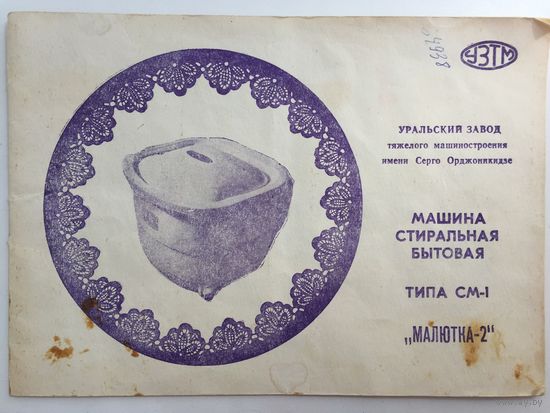 УЗТМ
УРАЛЬСКИЙ ЗАВОД
тяжелого машиностроения
имени Серго Орджоникидзе
МАШИНА
СТИРАЛЬНАЯ
БЫТОВАЯ
ТИПА СМ-1
„МАЛЮТКА-2"